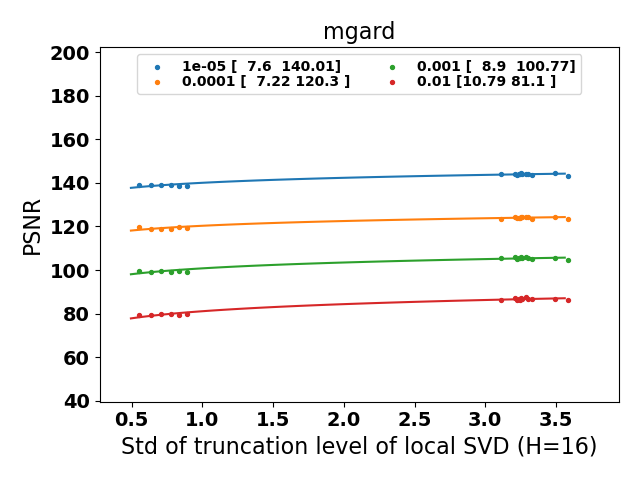 mgard
1e-05 [ 7.6 140.01]
0.0001 [ 7.22 120.3 ]
0.001 [ 8.9 100.77]
0.01 [10.79 81.1 ]
PSNR
200
180
160
140
120
100
80
60
40
0.5 1.0 1.5 2.0 2.5 3.0 3.5
Std of truncation level of local SVD (H=16)